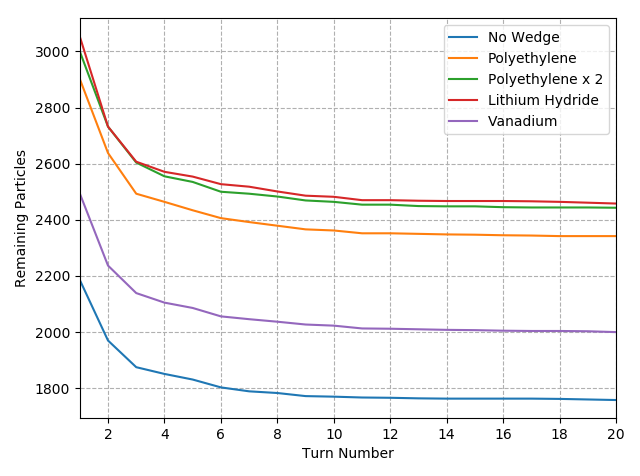 No Wedge
Polyethylene
Polyethylene x 2
Lithium Hydride
Vanadium
Remaining Particles
3000
2800
2600
2400
2200
2000
1800
2 4 6 8 10 12 14 16 18 20
Turn Number